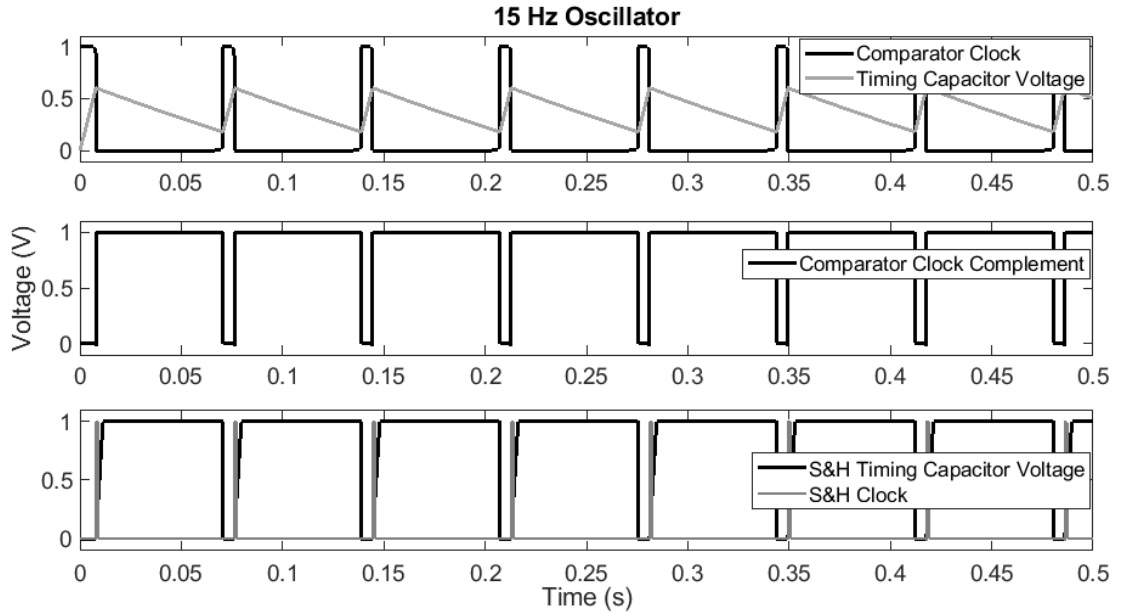 15 Hz Oscillator
1
0.5
0
Comparator Clock
Timing Capacitor Voltage
0 0.05 0.1 0.15 0.2 0.25 0.3 0.35 0.4 0.45 0.5
Voltage (V)
1
0.5
0
Comparator Clock Complement
0 0.05 0.1 0.15 0.2 0.25 0.3 0.35 0.4 0.45 0.5
1
0.5
0
S&H Timing Capacitor Voltage
S&H Clock
0 0.05 0.1 0.15 0.2 0.25 0.3 0.35 0.4 0.45 0.5
Time (s)